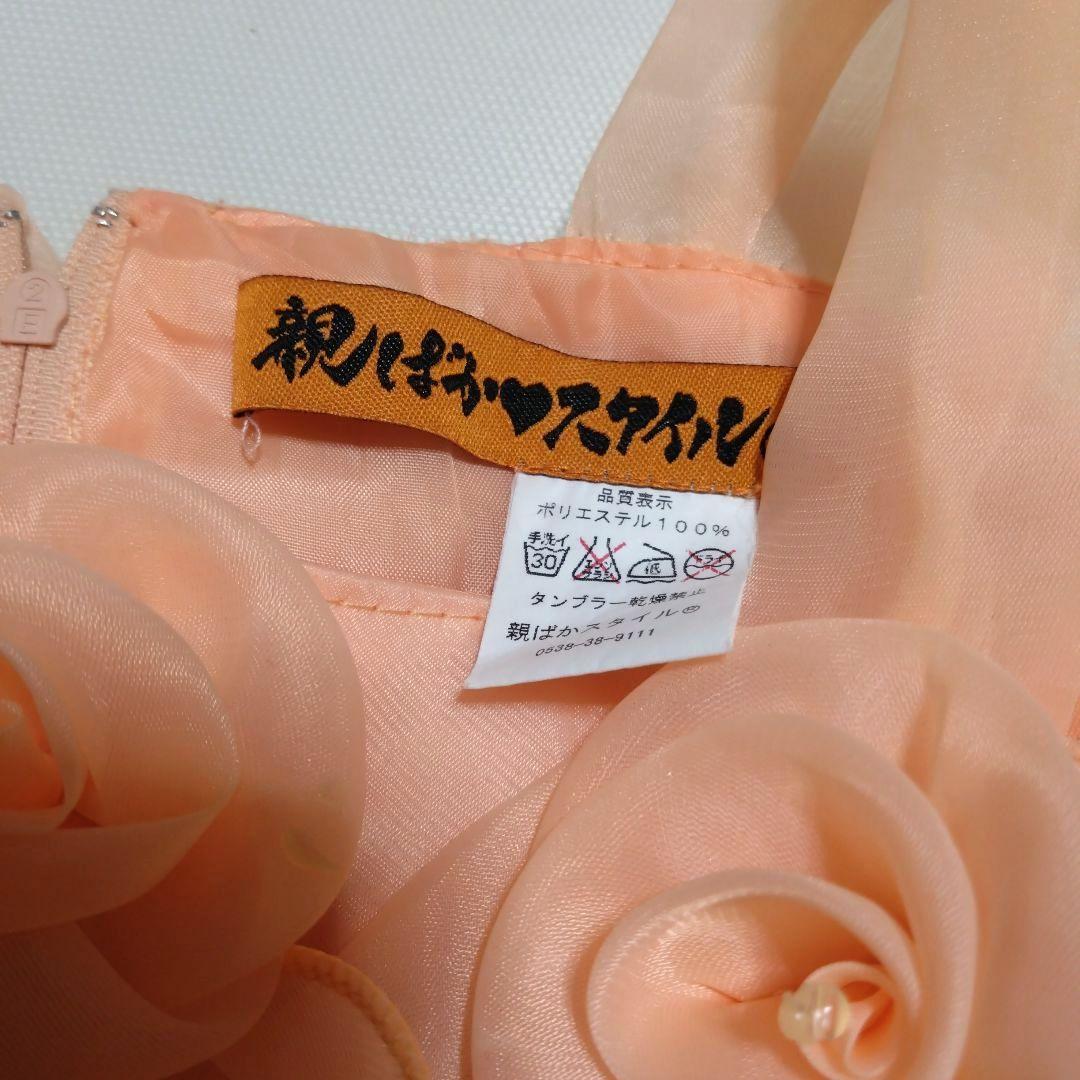 親ばか♥スタイル
品質表示
ポリエステル100%
手洗イ
30 低
タンブラー乾燥禁止
親ばかスタイル
0538-38-9111